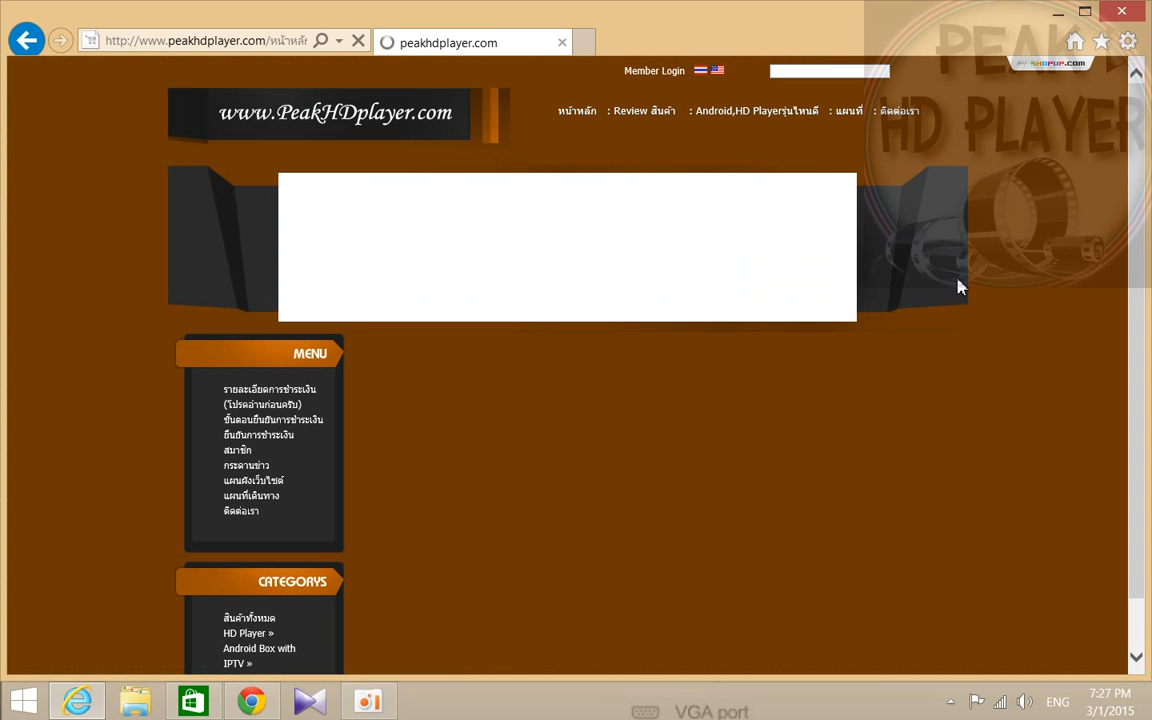 http://www.peakhdplayer.com/หน้าหลั
peakhdplayer.com
PEAK
HD PLAYER
BY SHOPUP.COM
Member Login
www.PeakHDplayer.com
หน้าหลัก : Review สินค้า : Android,HD Playerรุ่นไหนดี : แผนที่ : ติดต่อเรา
MENU
รายละเอียดการชำระเงิน
(โปรดอ่านก่อนครับ)
ขั้นตอนยืนยันการชำระเงิน
ยืนยันการชำระเงิน
สมาชิก
กระดานข่าว
แผนผังเว็บไซต์
แผนที่เดินทาง
ติดต่อเรา
CATEGORYS
สินค้าทั้งหมด
HD Player »
Android Box with
IPTV »
VGA port
ENG
7:27 PM
3/1/2015